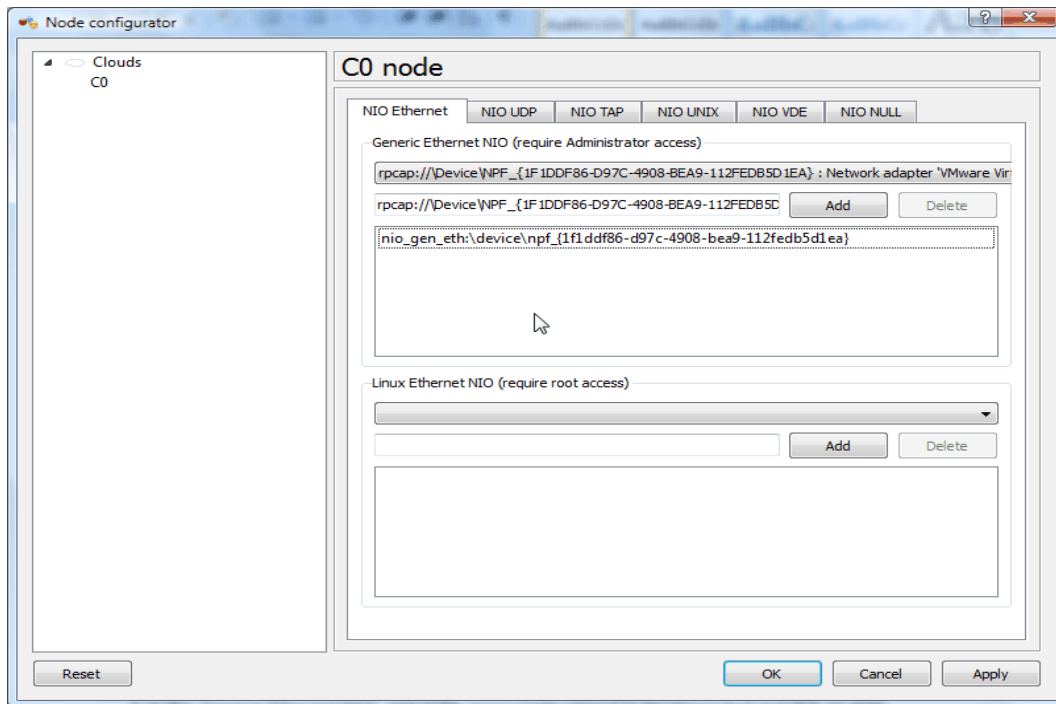 Node configurator
Clouds
C0
C0 node
NIO Ethernet NIO UDP NIO TAP NIO UNIX NIO VDE NIO NULL
Generic Ethernet NIO (require Administrator access)
rpcap://\Device\NPF_{1F1DDF86-D97C-4908-BEA9-112FEDB5D1EA} : Network adapter 'VMware Vir
rpcap://\Device\NPF_{1F1DDF86-D97C-4908-BEA9-112FEDB5D Add Delete
nio_gen_eth:\device\npf_{1f1ddf86-d97c-4908-bea9-112fedb5d1ea}
Linux Ethernet NIO (require root access)
Add Delete
Reset OK Cancel Apply